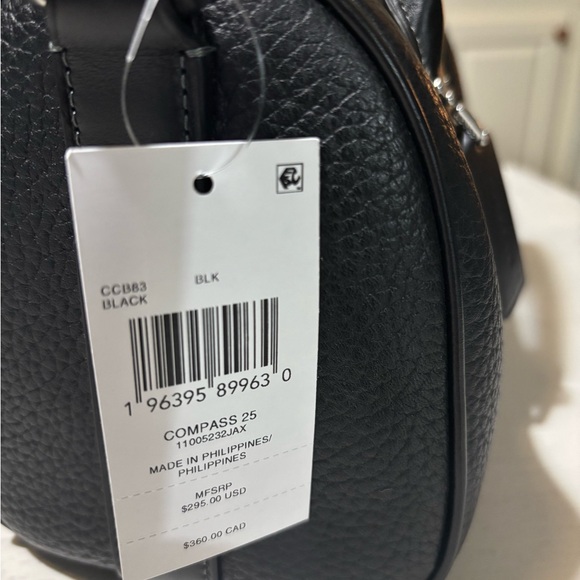 CCB83 BLK
BLACK
1 96395 89963 0
COMPASS 25
11005232JAX
MADE IN PHILIPPINES/
PHILIPPINES
MFSRP
$295.00 USD
$360.00 CAD